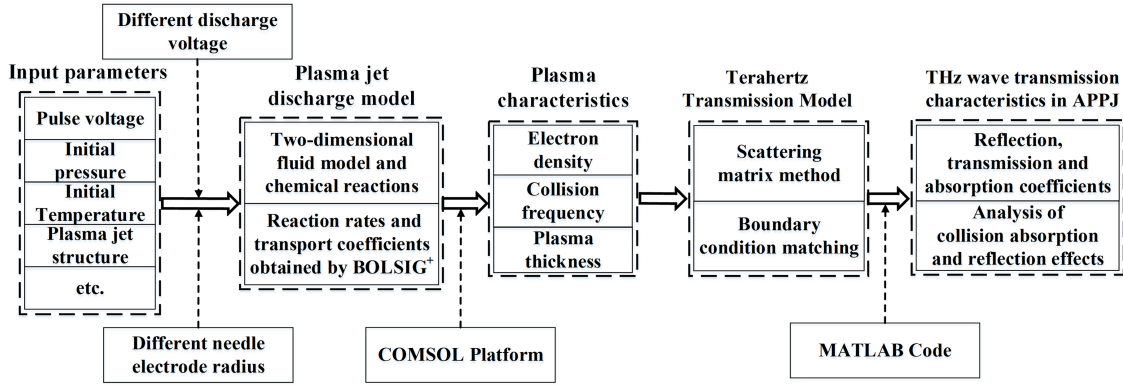 Different discharge
voltage
Input parameters
Pulse voltage
Initial
pressure
Initial
Temperature
Plasma jet
structure
etc.
Different needle
electrode radius
Plasma jet
discharge model
Two-dimensional
fluid model and
chemical reactions
Reaction rates and
transport coefficients
obtained by BOLSIG+
COMSOL Platform
Plasma
characteristics
Electron
density
Collision
frequency
Plasma
thickness
Terahertz
Transmission Model
Scattering
matrix method
Boundary
condition matching
MATLAB Code
THz wave transmission
characteristics in APPJ
Reflection,
transmission and
absorption coefficients
Analysis of
collision absorption
and reflection effects